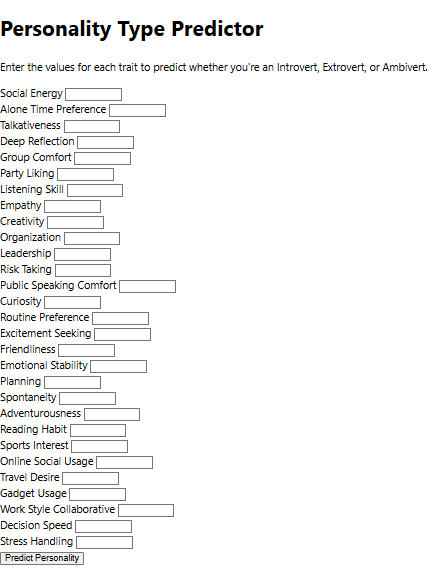 Personality Type Predictor
Enter the values for each trait to predict whether you're an Introvert, Extrovert, or Ambivert.
Social Energy
Alone Time Preference
Talkativeness
Deep Reflection
Group Comfort
Party Liking
Listening Skill
Empathy
Creativity
Organization
Leadership
Risk Taking
Public Speaking Comfort
Curiosity
Routine Preference
Excitement Seeking
Friendliness
Emotional Stability
Planning
Spontaneity
Adventurousness
Reading Habit
Sports Interest
Online Social Usage
Travel Desire
Gadget Usage
Work Style Collaborative
Decision Speed
Stress Handling
Predict Personality